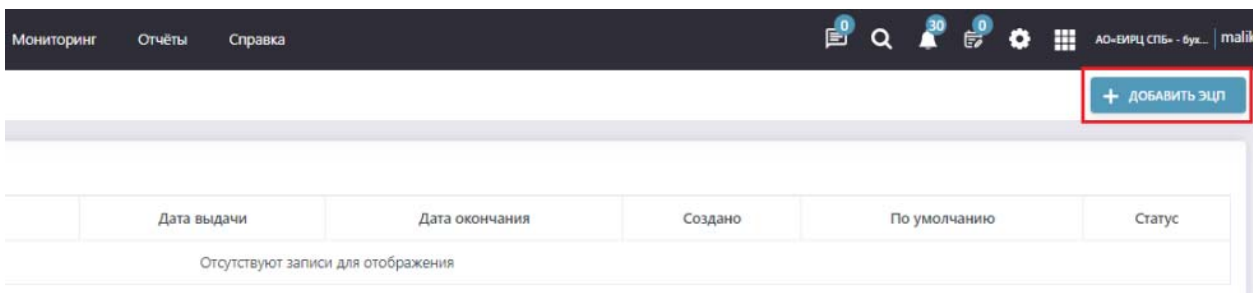 Мониторинг Отчёты Справка 0 30 0 АО«ЕИРЦ СПБ» - бух... malik
+ ДОБАВИТЬ ЭЦП
Дата выдачи Дата окончания Создано По умолчанию Статус
Отсутствуют записи для отображения